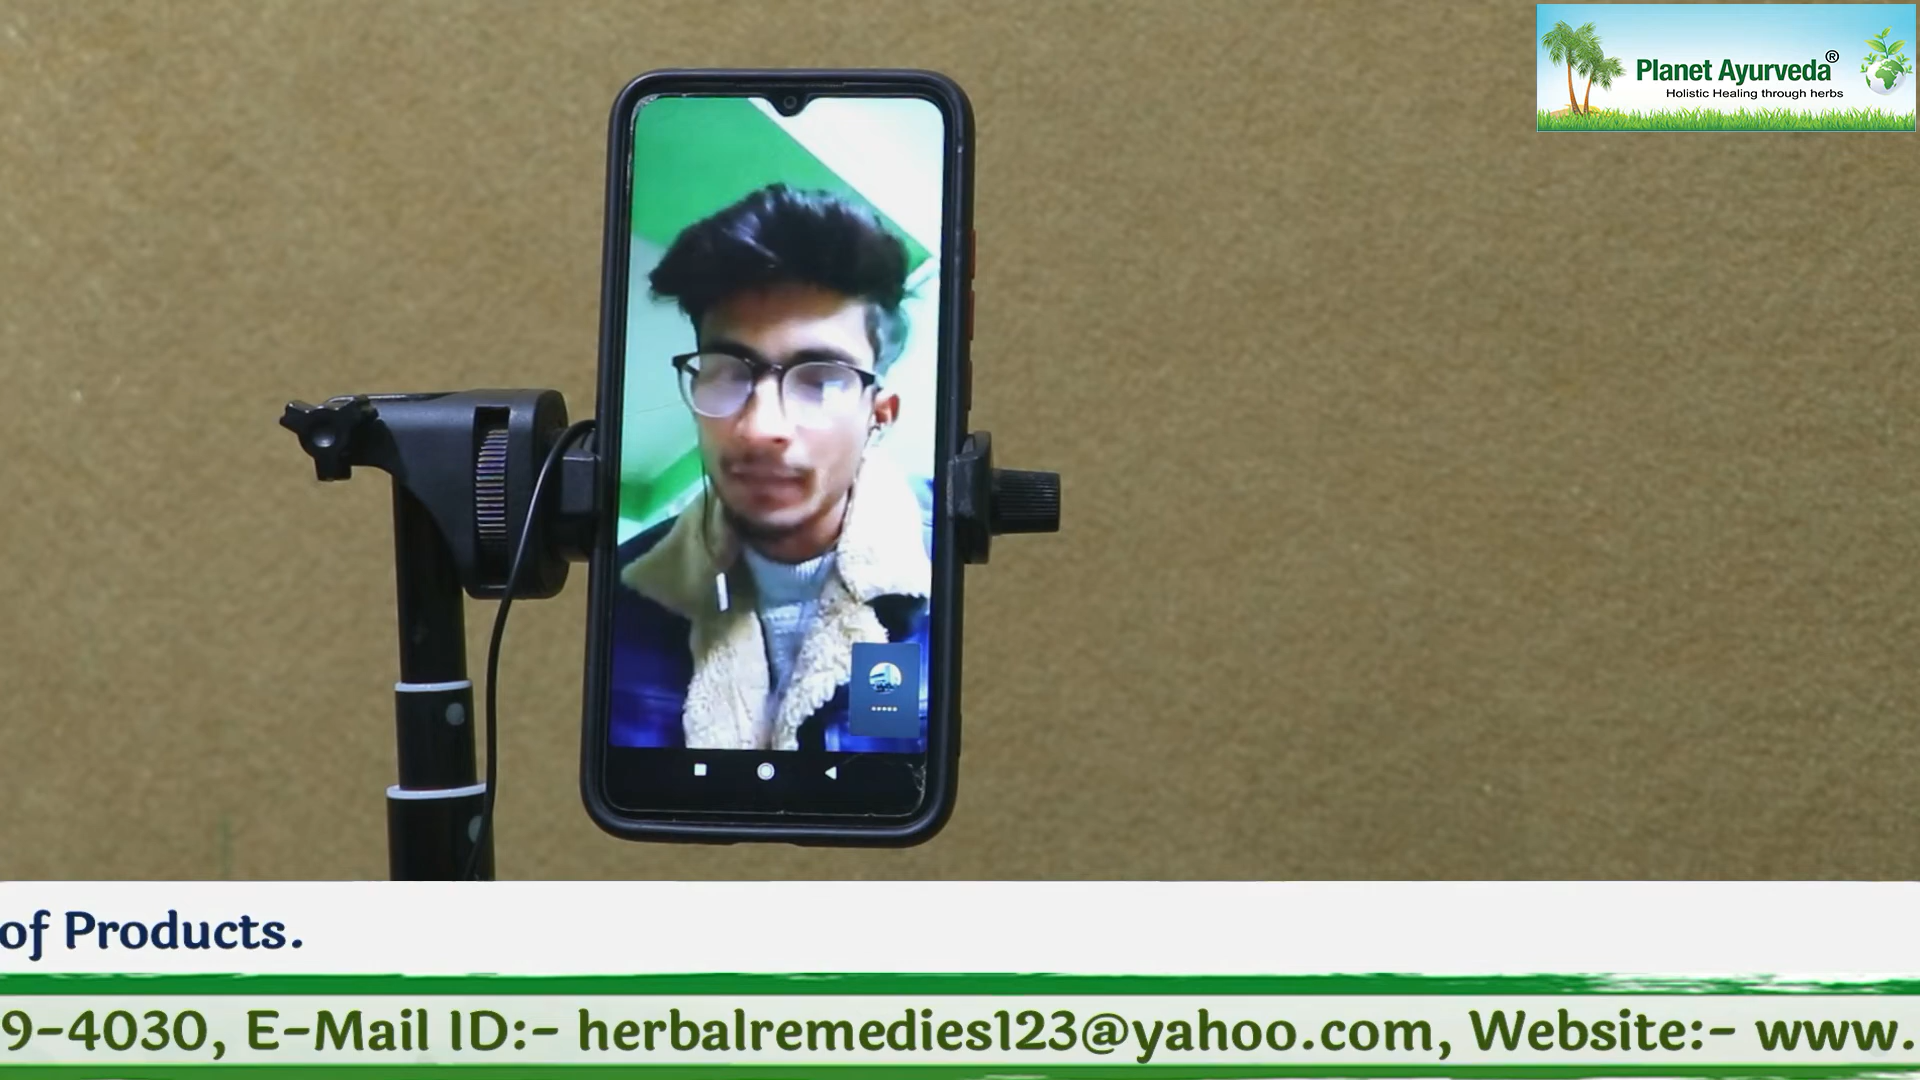 Planet Ayurveda®
Holistic Healing through herbs
of Products.
9-4030, E-Mail ID:- herbalremedies123@yahoo.com, Website:- www.